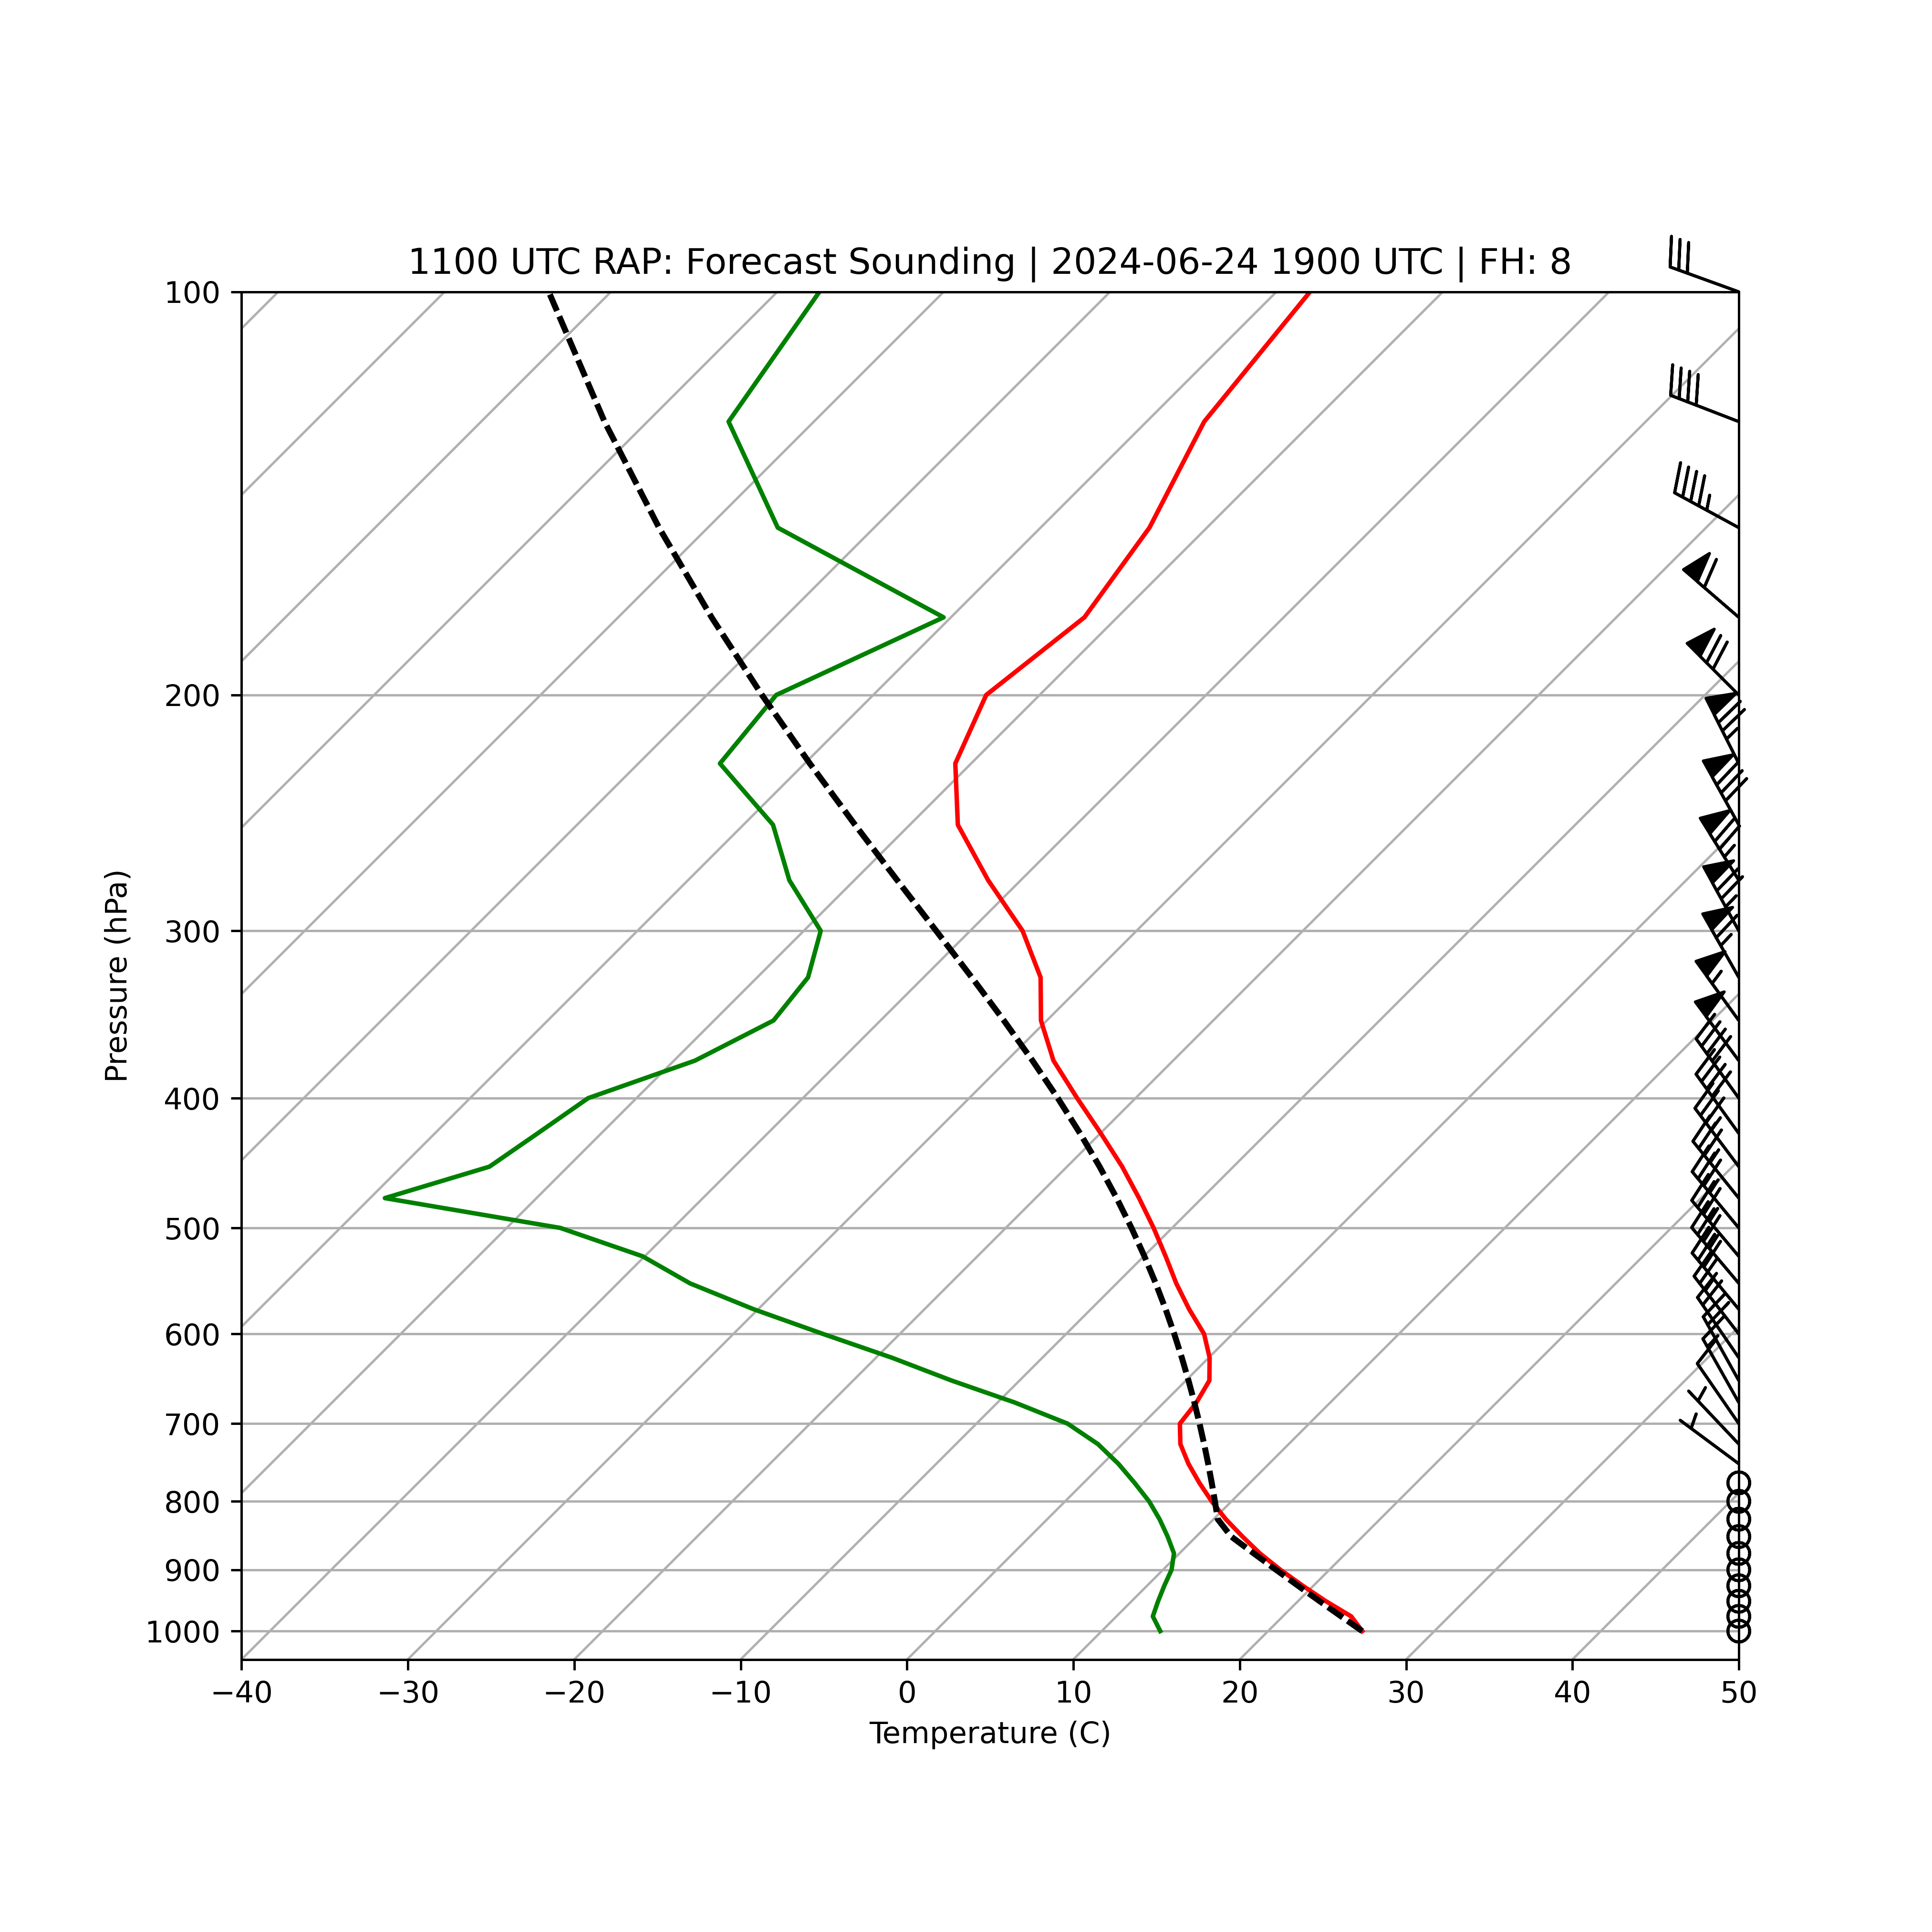 1100 UTC RAP: Forecast Sounding | 2024-06-24 1900 UTC | FH: 8
100
200
300
400
500
600
700
800
900
1000
Pressure (hPa)
−40 −30 −20 −10 0 10 20 30 40 50
Temperature (C)